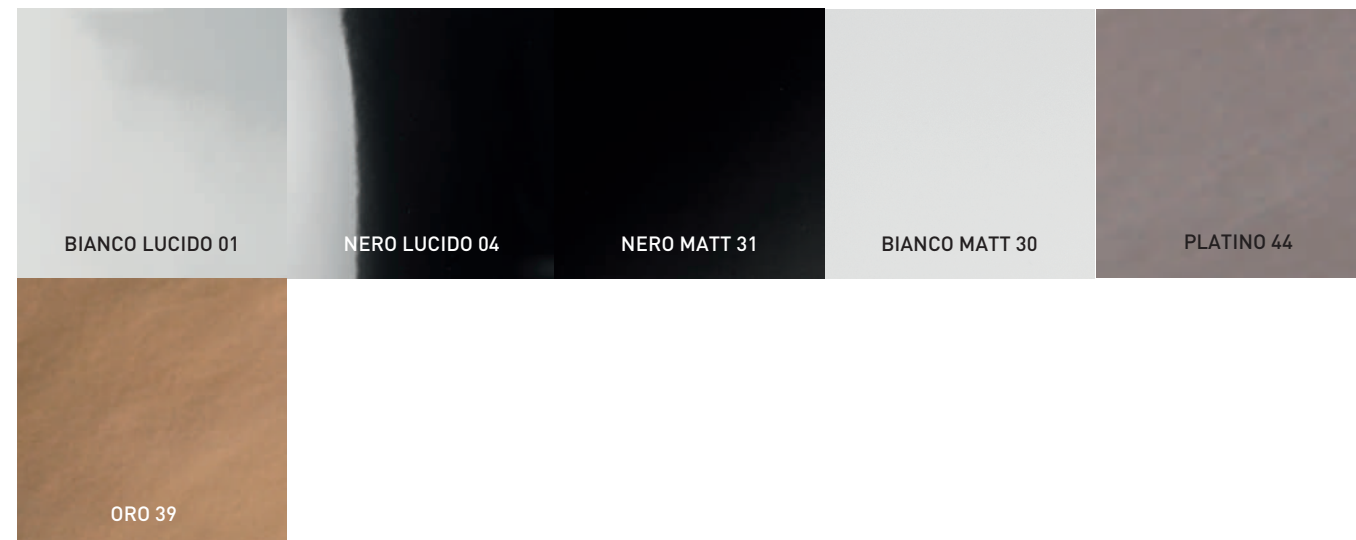 BIANCO LUCIDO 01
NERO LUCIDO 04
NERO MATT 31
BIANCO MATT 30
PLATINO 44
ORO 39